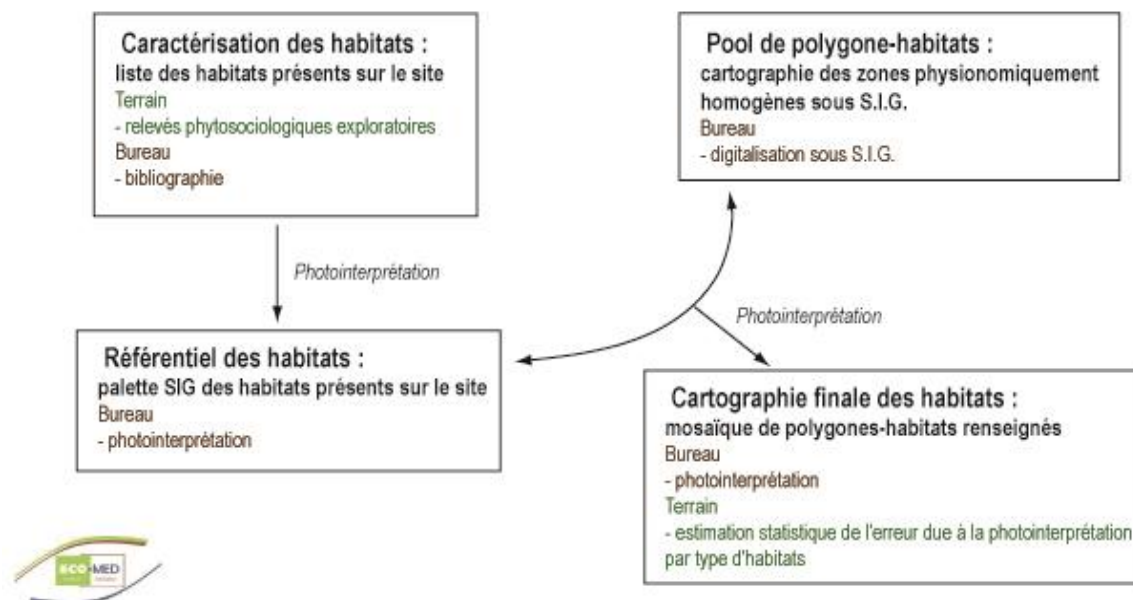 Caractérisation des habitats :
liste des habitats présents sur le site
Terrain
- relevés phytosociologiques exploratoires
Bureau
- bibliographie
Pool de polygone-habitats :
cartographie des zones physionomiquement
homogènes sous S.I.G.
Bureau
- digitalisation sous S.I.G.
Photointerprétation
Photointerprétation
Référentiel des habitats :
palette SIG des habitats présents sur le site
Bureau
- photointerprétation
Cartographie finale des habitats :
mosaïque de polygones-habitats renseignés
Bureau
- photointerprétation
Terrain
- estimation statistique de l'erreur due à la photointerprétation
par type d'habitats
ECO-MED